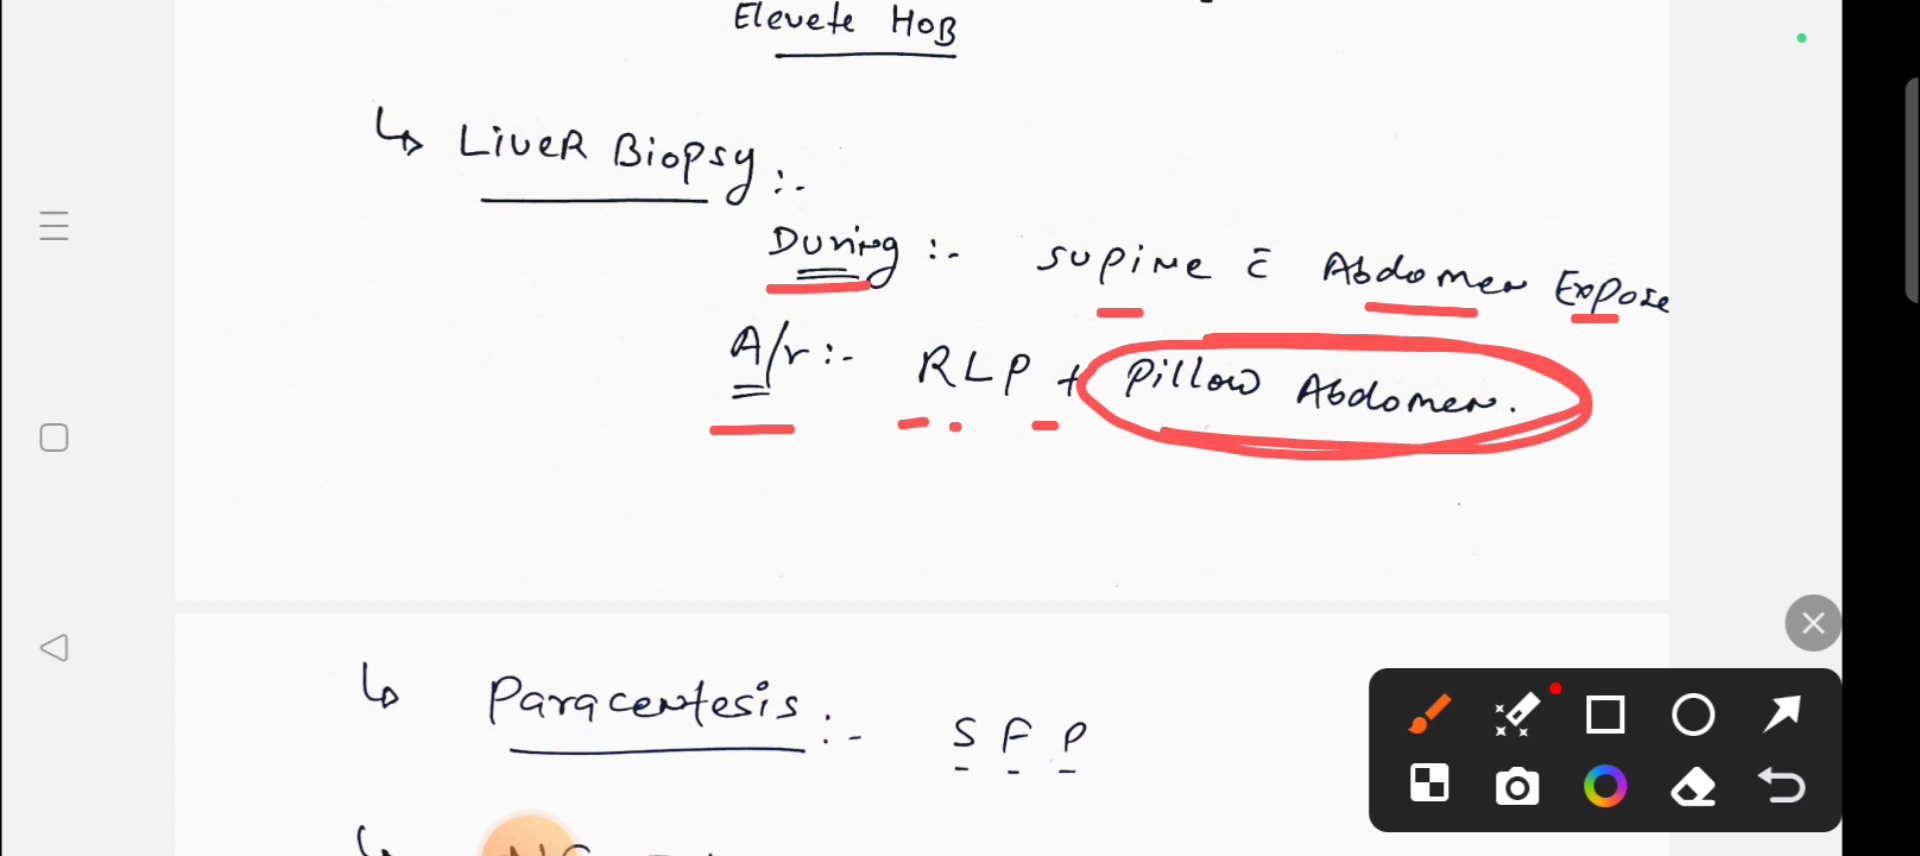 Elevete HOB
↳ LiveR Biopsy :-
During :- supine c̄ Abdomen Expose
A/r :- RLP + Pillow Abdomen.
↳ Paracentesis :- S F P